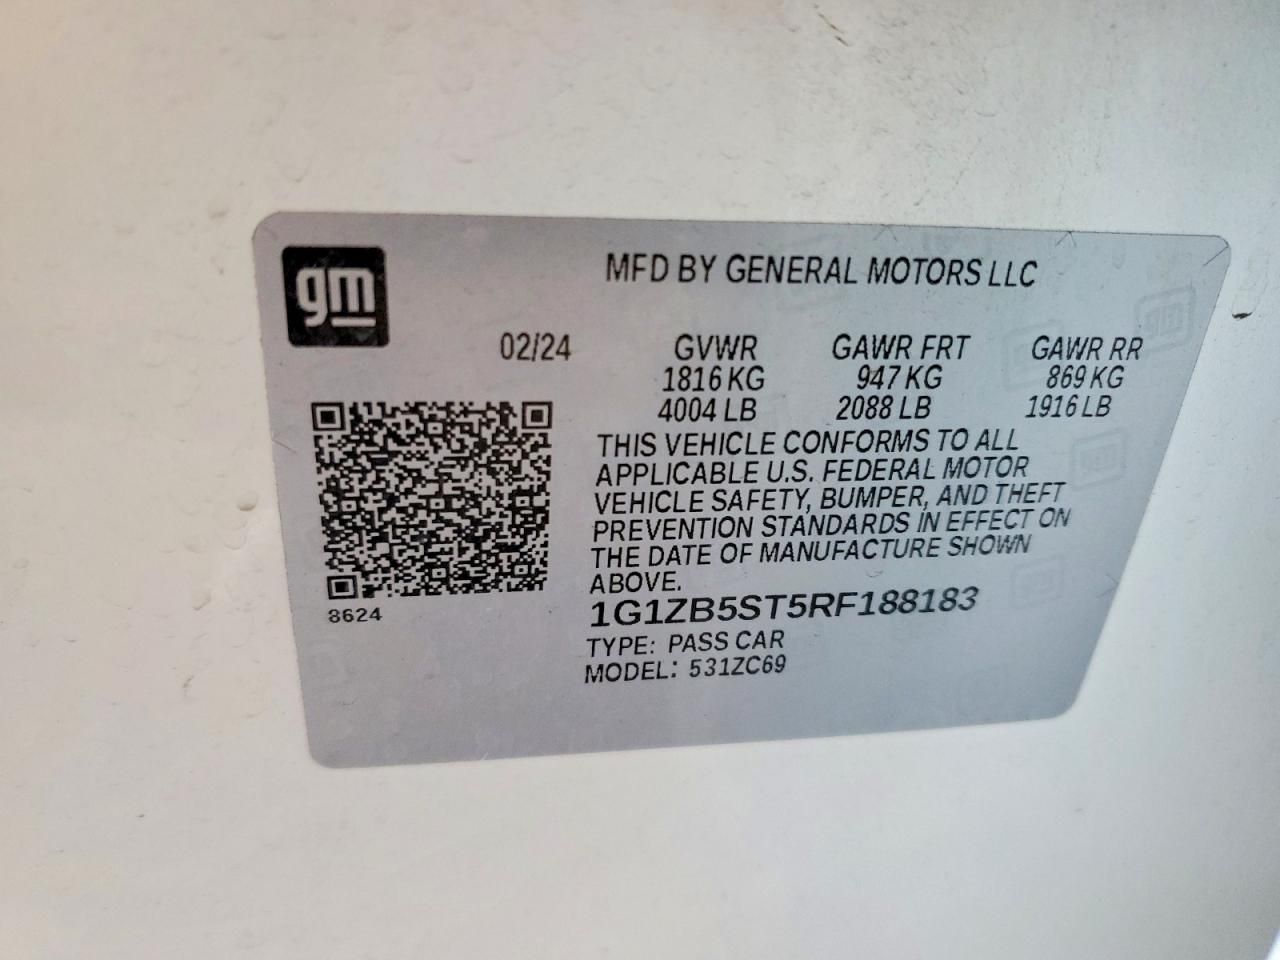 gm
MFD BY GENERAL MOTORS LLC
02/24 GVWR GAWR FRT GAWR RR
1816 KG 947 KG 869 KG
4004 LB 2088 LB 1916 LB
THIS VEHICLE CONFORMS TO ALL
APPLICABLE U.S. FEDERAL MOTOR
VEHICLE SAFETY, BUMPER, AND THEFT
PREVENTION STANDARDS IN EFFECT ON
THE DATE OF MANUFACTURE SHOWN
ABOVE.
8624
1G1ZB5ST5RF188183
TYPE: PASS CAR
MODEL: 531ZC69